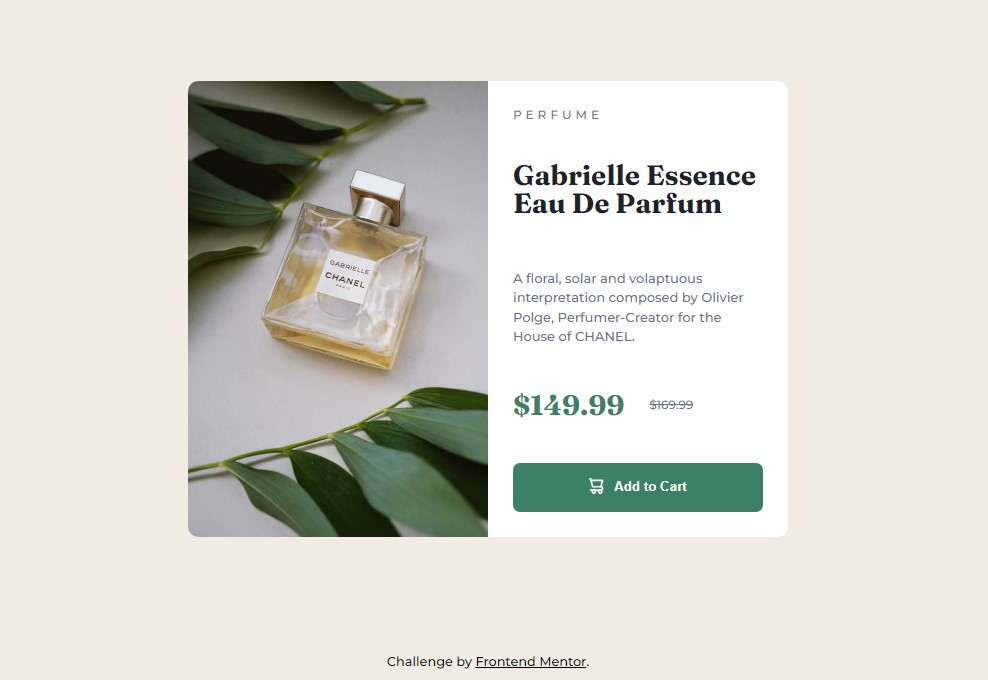 PERFUME
Gabrielle Essence
Eau De Parfum
GABRIELLE
CHANEL
PARIS
A floral, solar and volaptuous
interpretation composed by Olivier
Polge, Perfumer-Creator for the
House of CHANEL.
$149.99 $169.99
Add to Cart
Challenge by Frontend Mentor.